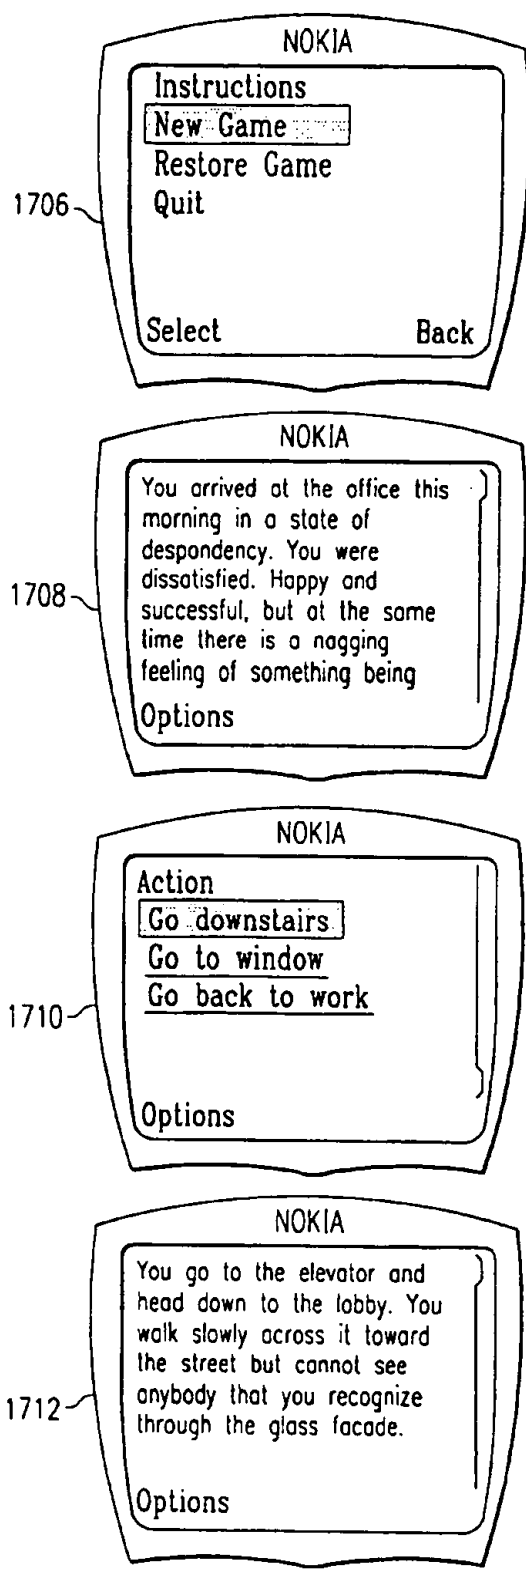 NOKIA
Instructions
New Game
Restore Game
1706
Quit
Select Back
NOKIA
You arrived at the office this
morning in a state of
despondency. You were
dissatisfied. Happy and
1708
successful, but at the same
time there is a nagging
feeling of something being
Options
NOKIA
Action
Go downstairs
Go to window
Go back to work
1710
Options
NOKIA
You go to the elevator and
head down to the lobby. You
walk slowly across it toward
the street but cannot see
anybody that you recognize
1712
through the glass facade.
Options